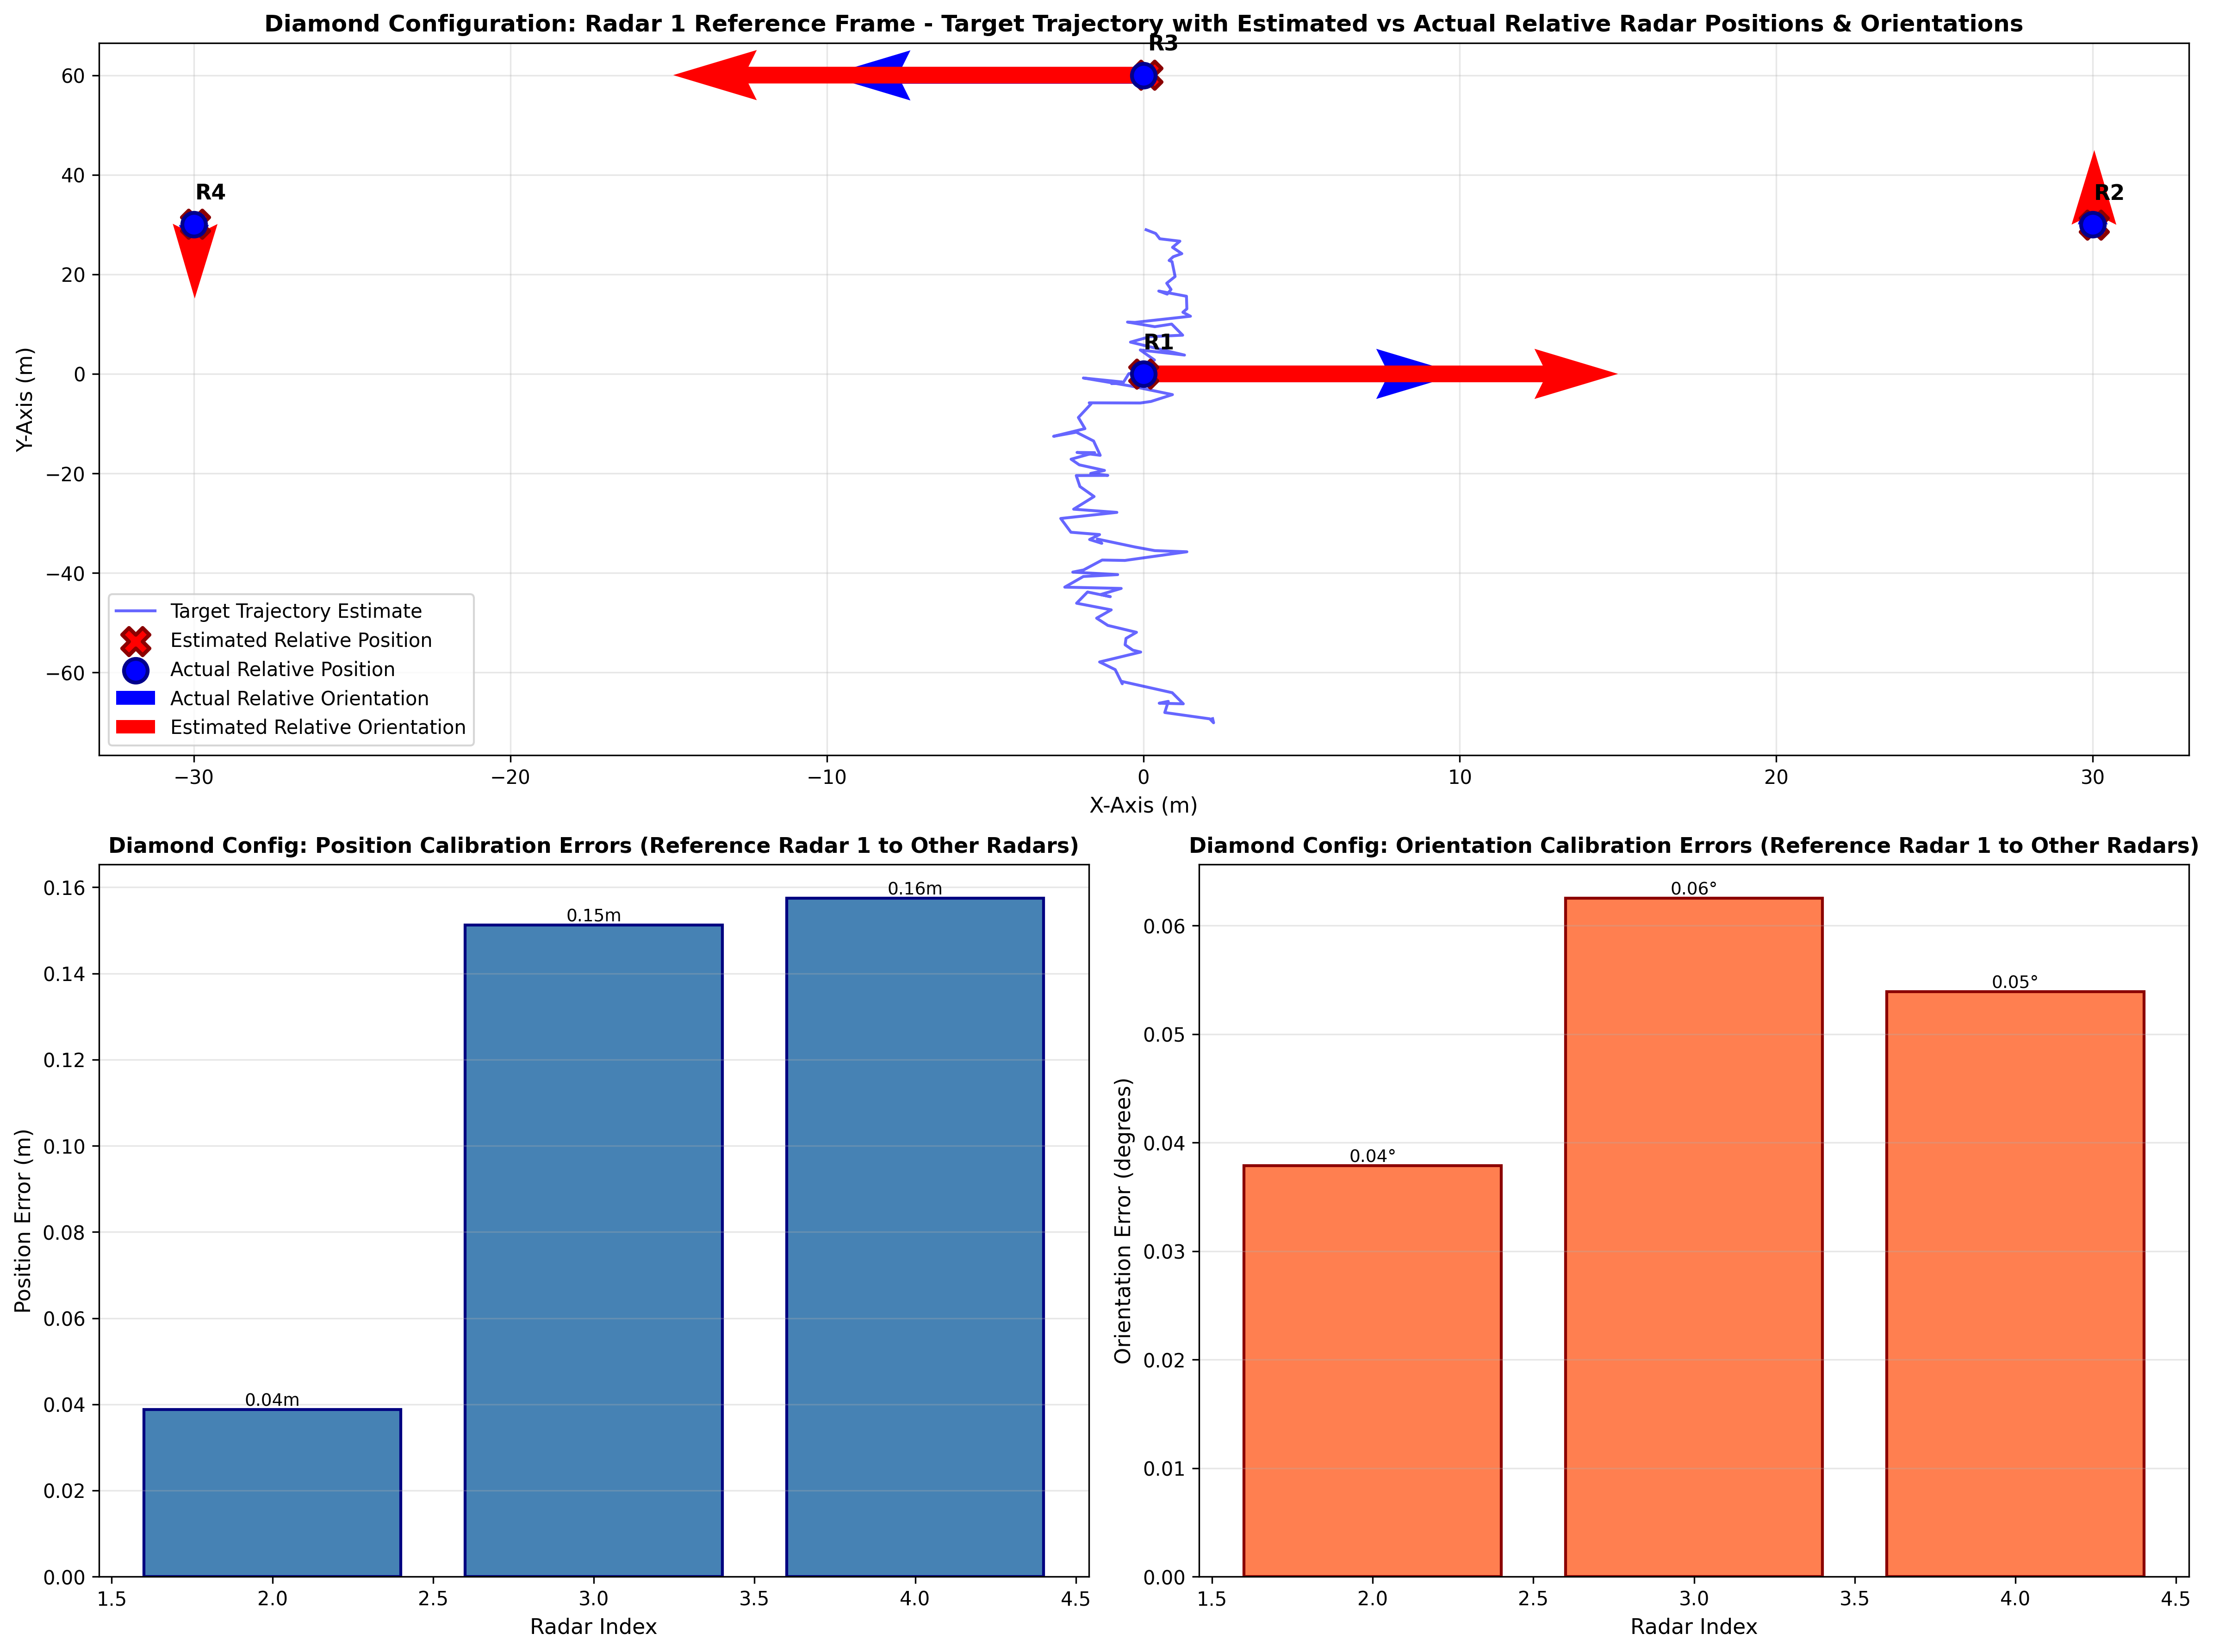 Diamond Configuration: Radar 1 Reference Frame - Target Trajectory with Estimated vs Actual Relative Radar Positions & Orientations
R3
R4
R2
R1
60
40
20
0
−20
−40
−60
Y-Axis (m)
Target Trajectory Estimate
Estimated Relative Position
Actual Relative Position
Actual Relative Orientation
Estimated Relative Orientation
−30
−20
−10
0
10
20
30
X-Axis (m)
Diamond Config: Position Calibration Errors (Reference Radar 1 to Other Radars)
0.16
0.14
0.12
0.10
0.08
0.06
0.04
0.02
0.00
Position Error (m)
0.04m
0.15m
0.16m
1.5
2.0
2.5
3.0
3.5
4.0
4.5
Radar Index
Diamond Config: Orientation Calibration Errors (Reference Radar 1 to Other Radars)
0.06
0.05
0.04
0.03
0.02
0.01
0.00
Orientation Error (degrees)
0.04°
0.06°
0.05°
1.5
2.0
2.5
3.0
3.5
4.0
4.5
Radar Index